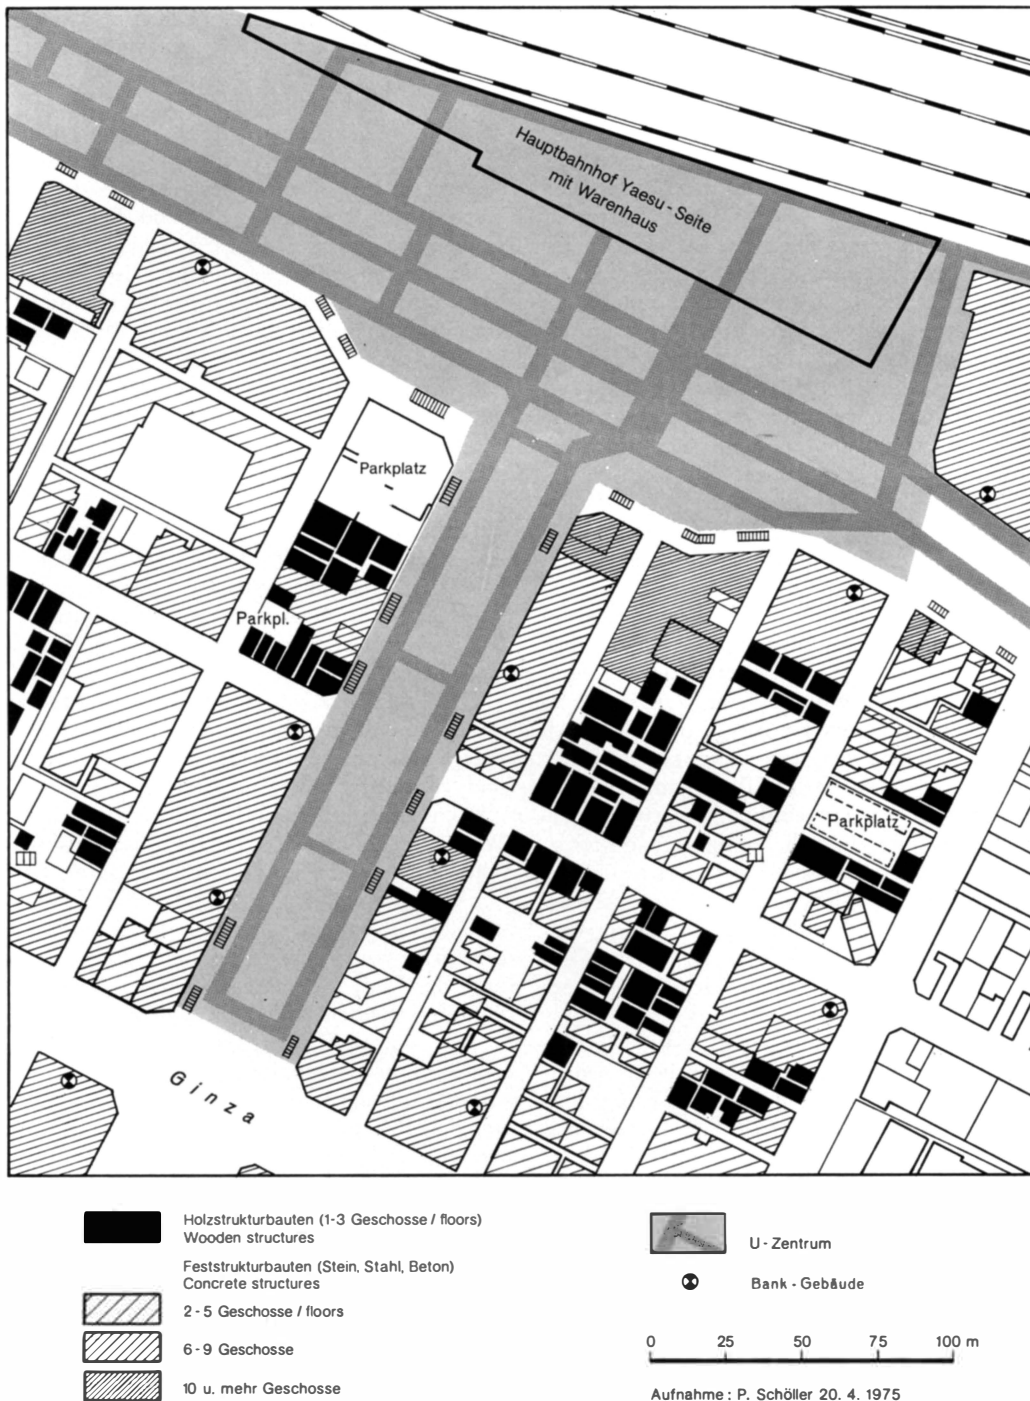 Hauptbahnhof Yaesu-Seite
mit Warenhaus
Parkplatz
Parkpl.
Parkplatz
Ginza
Holzstrukturbauten (1-3 Geschosse / floors)
Wooden structures
Feststrukturbauten (Stein, Stahl, Beton)
Concrete structures
2-5 Geschosse / floors
6-9 Geschosse
10 u. mehr Geschosse
U-Zentrum
Bank-Gebäude
0 25 50 75 100 m
Aufnahme: P. Schöller 20. 4. 1975